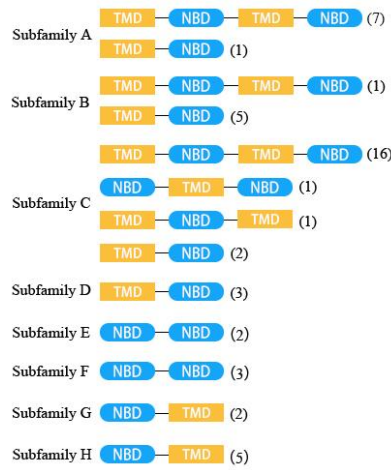 TMD NBD TMD NBD (7)
Subfamily A
TMD NBD (1)
TMD NBD TMD NBD (1)
Subfamily B
TMD NBD (5)
TMD NBD TMD NBD (16)
NBD TMD NBD (1)
Subfamily C
TMD NBD TMD (1)
TMD NBD (2)
Subfamily D TMD NBD (3)
Subfamily E NBD NBD (2)
Subfamily F NBD NBD (3)
Subfamily G NBD TMD (2)
Subfamily H NBD TMD (5)